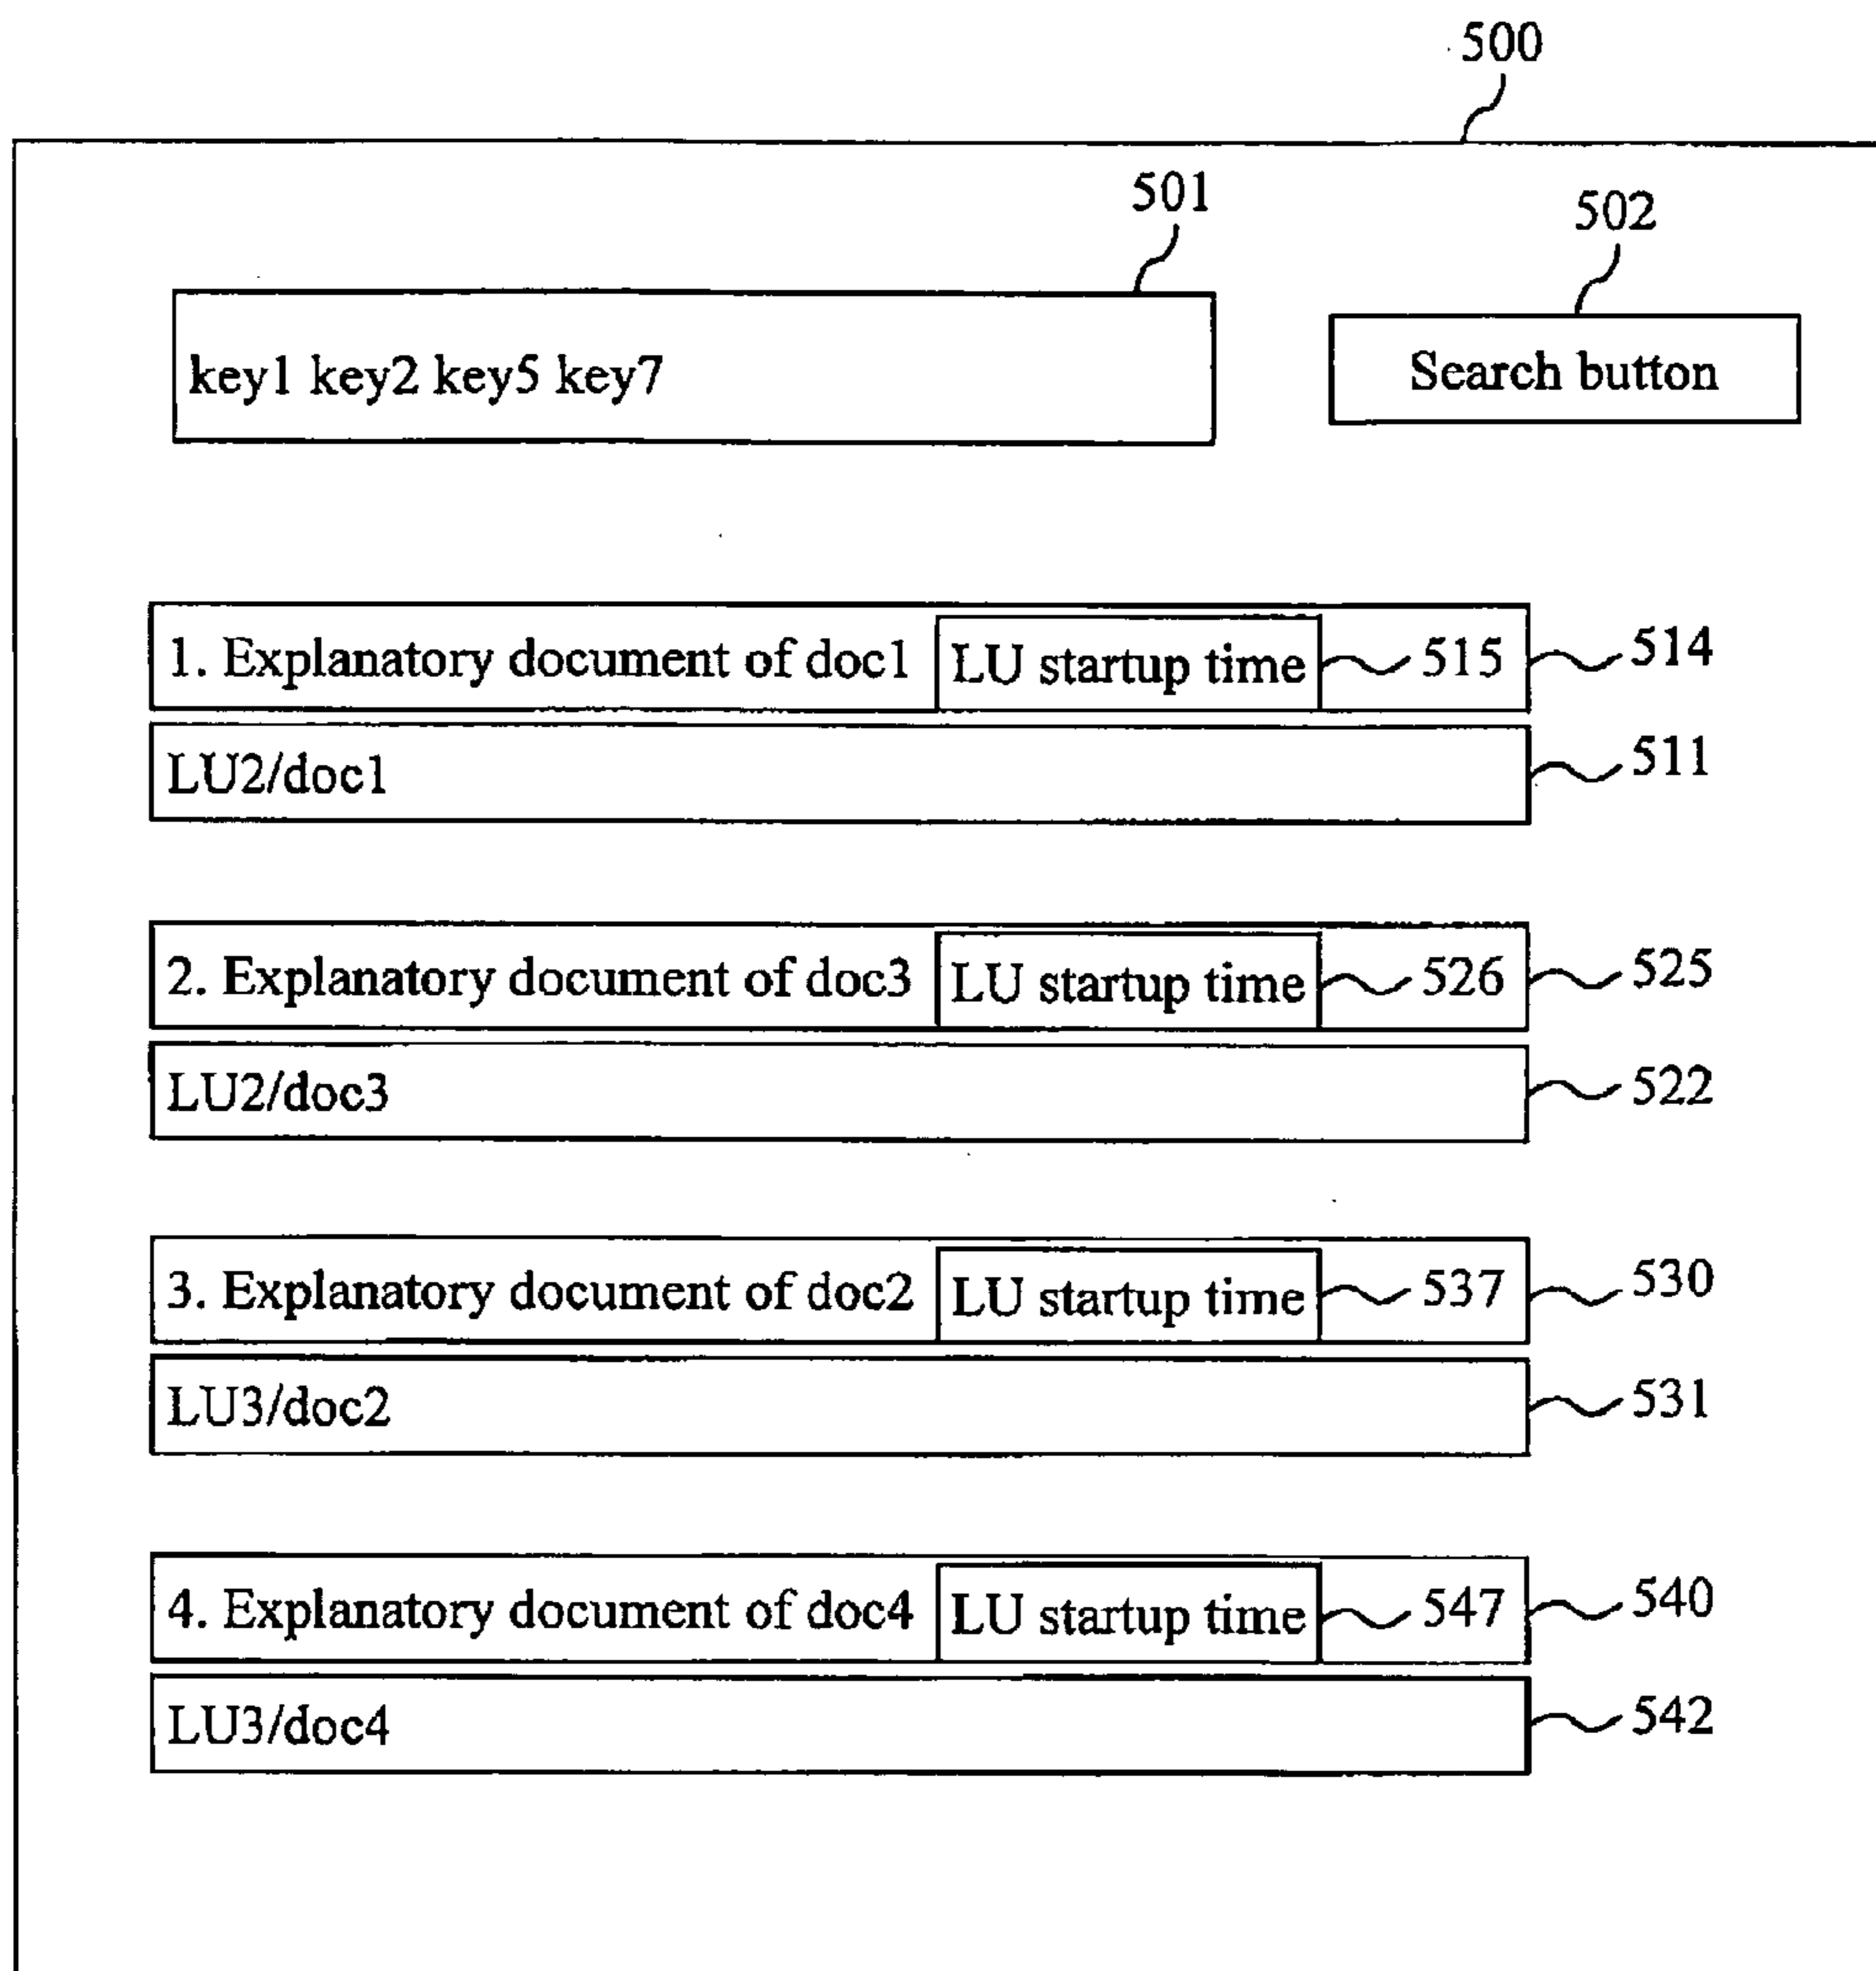 500
501
502
key1 key2 key5 key7
Search button
1. Explanatory document of doc1 LU startup time 515 514
LU2/doc1 511
2. Explanatory document of doc3 LU startup time 526 525
LU2/doc3 522
3. Explanatory document of doc2 LU startup time 537 530
LU3/doc2 531
4. Explanatory document of doc4 LU startup time 547 540
LU3/doc4 542